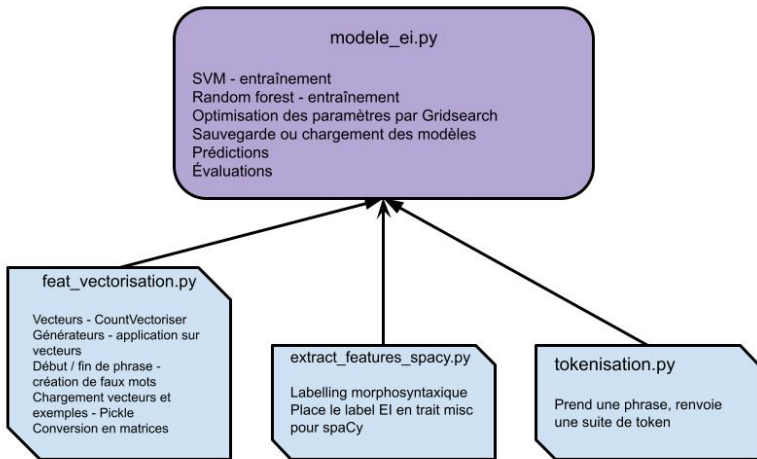 modele_ei.py
SVM - entraînement
Random forest - entraînement
Optimisation des paramètres par Gridsearch
Sauvegarde ou chargement des modèles
Prédictions
Évaluations
feat_vectorisation.py
Vecteurs - CountVectoriser
Générateurs - application sur
vecteurs
Début / fin de phrase -
création de faux mots
Chargement vecteurs et
exemples - Pickle
Conversion en matrices
extract_features_spacy.py
Labelling morphosyntaxique
Place le label EI en trait misc
pour spaCy
tokenisation.py
Prend une phrase, renvoie
une suite de token